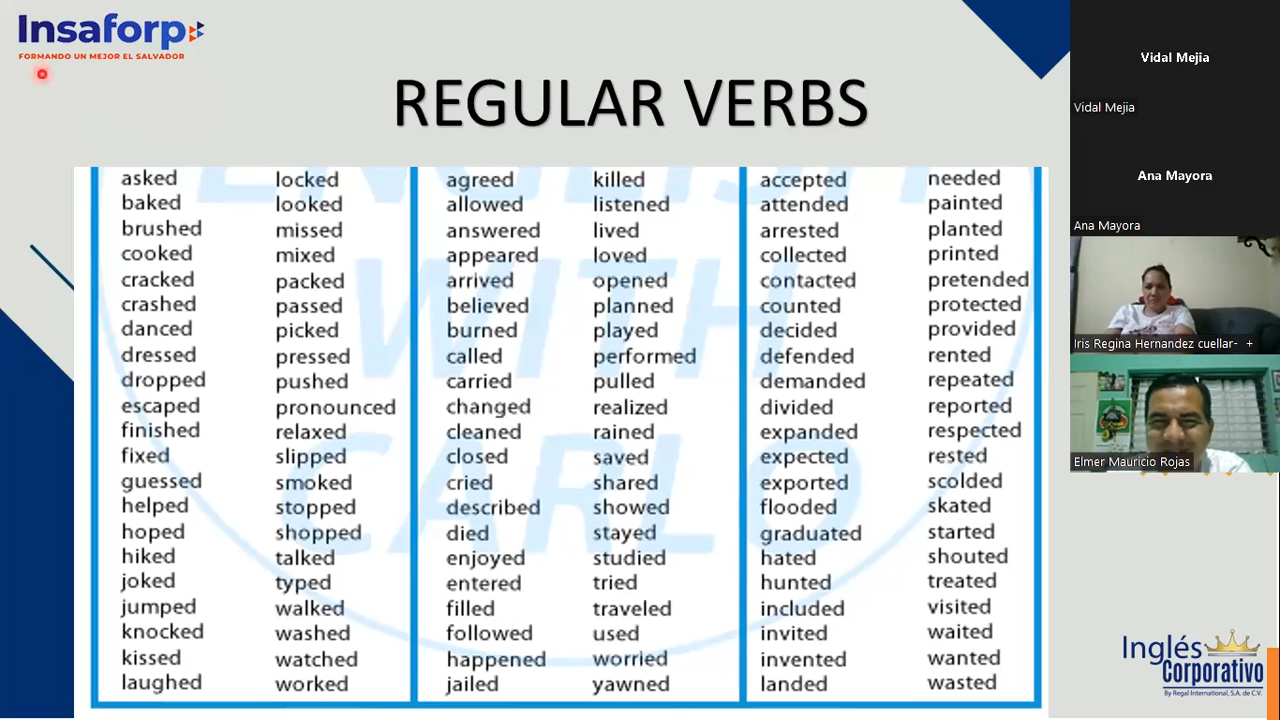 Insaforp
FORMANDO UN MEJOR EL SALVADOR
REGULAR VERBS
asked locked agreed killed accepted needed
baked looked allowed listened attended painted
brushed missed answered lived arrested planted
cooked mixed appeared loved collected printed
cracked packed arrived opened contacted pretended
crashed passed believed planned counted protected
danced picked burned played decided provided
dressed pressed called performed defended rented
dropped pushed carried pulled demanded repeated
escaped pronounced changed realized divided reported
finished relaxed cleaned rained expanded respected
fixed slipped closed saved expected rested
guessed smoked cried shared exported scolded
helped stopped described showed flooded skated
hoped shopped died stayed graduated started
hiked talked enjoyed studied hated shouted
joked typed entered tried hunted treated
jumped walked filled traveled included visited
knocked washed followed used invited waited
kissed watched happened worried invented wanted
laughed worked jailed yawned landed wasted
ENGLISH
WITH
CARLO
Vidal Mejia
Vidal Mejia
Ana Mayora
Ana Mayora
Iris Regina Hernandez cuellar- +
Elmer Mauricio Rojas
Inglés
Corporativo
By Regal International, S.A. de C.V.